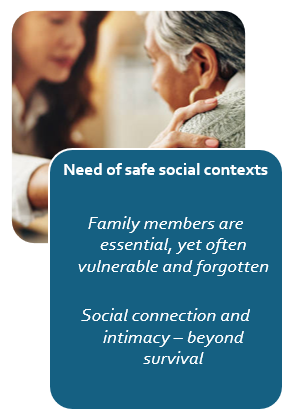 Need of safe social contexts
Family members are
essential, yet often
vulnerable and forgotten
Social connection and
intimacy – beyond
survival